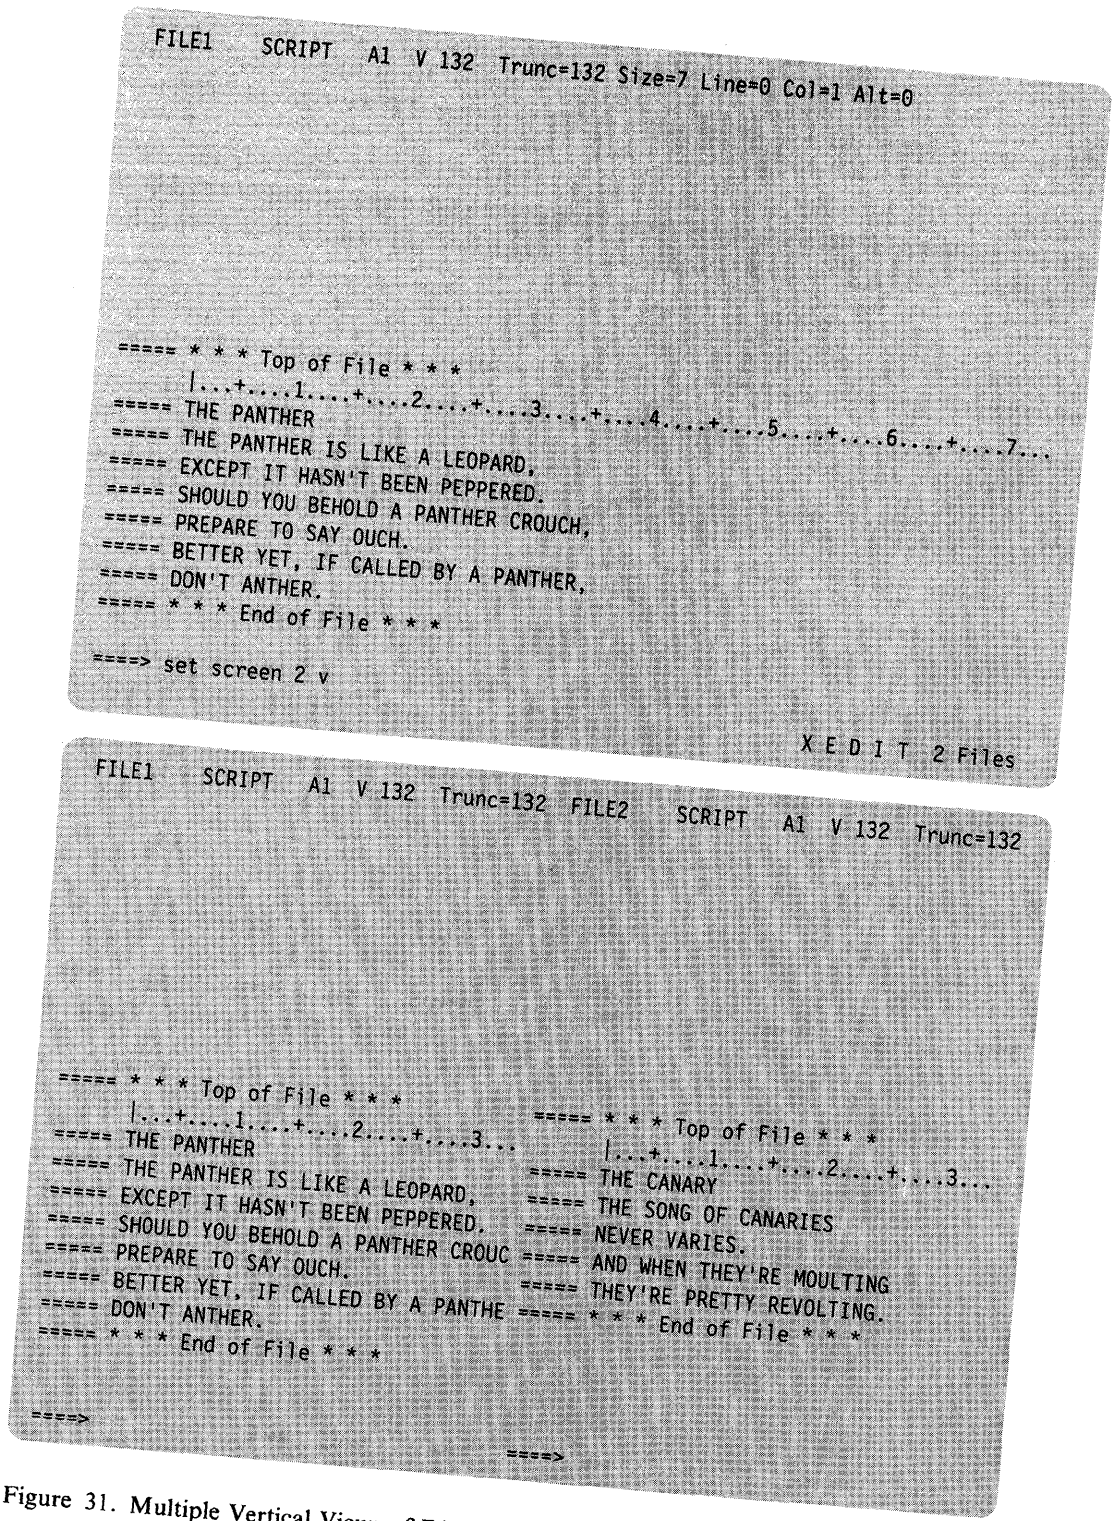 FILE1 SCRIPT A1 V 132 Trunc=132 Size=7 Line=0 Col=1 Alt=0
===== * * * Top of File * * *
|...+....1....+....2....+....3....+....4....+....5....+....6....+....7...
===== THE PANTHER
===== THE PANTHER IS LIKE A LEOPARD,
===== EXCEPT IT HASN'T BEEN PEPPERED.
===== SHOULD YOU BEHOLD A PANTHER CROUCH,
===== PREPARE TO SAY OUCH.
===== BETTER YET, IF CALLED BY A PANTHER,
===== DON'T ANTHER.
===== * * * End of File * * *
====> set screen 2 v
X E D I T 2 Files
FILE1 SCRIPT A1 V 132 Trunc=132 FILE2 SCRIPT A1 V 132 Trunc=132
===== * * * Top of File * * * ===== * * * Top of File * * *
|...+....1....+....2....+....3... |...+....1....+....2....+....3...
===== THE PANTHER ===== THE CANARY
===== THE PANTHER IS LIKE A LEOPARD, ===== THE SONG OF CANARIES
===== EXCEPT IT HASN'T BEEN PEPPERED. ===== NEVER VARIES.
===== SHOULD YOU BEHOLD A PANTHER CROUC ===== AND WHEN THEY'RE MOULTING
===== PREPARE TO SAY OUCH. ===== THEY'RE PRETTY REVOLTING.
===== BETTER YET, IF CALLED BY A PANTHE ===== * * * End of File * * *
===== DON'T ANTHER.
===== * * * End of File * * *
====> ====>
Figure 31. Multiple Vertical Views